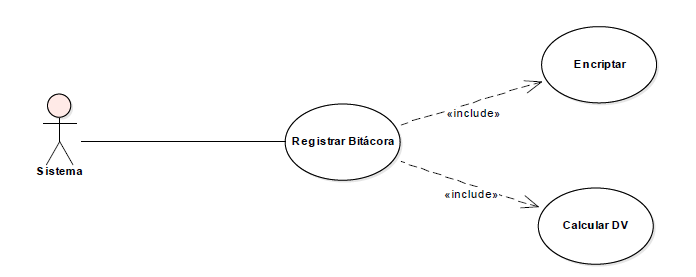 Encriptar
«include»
Registrar Bitácora
Sistema
«include»
Calcular DV